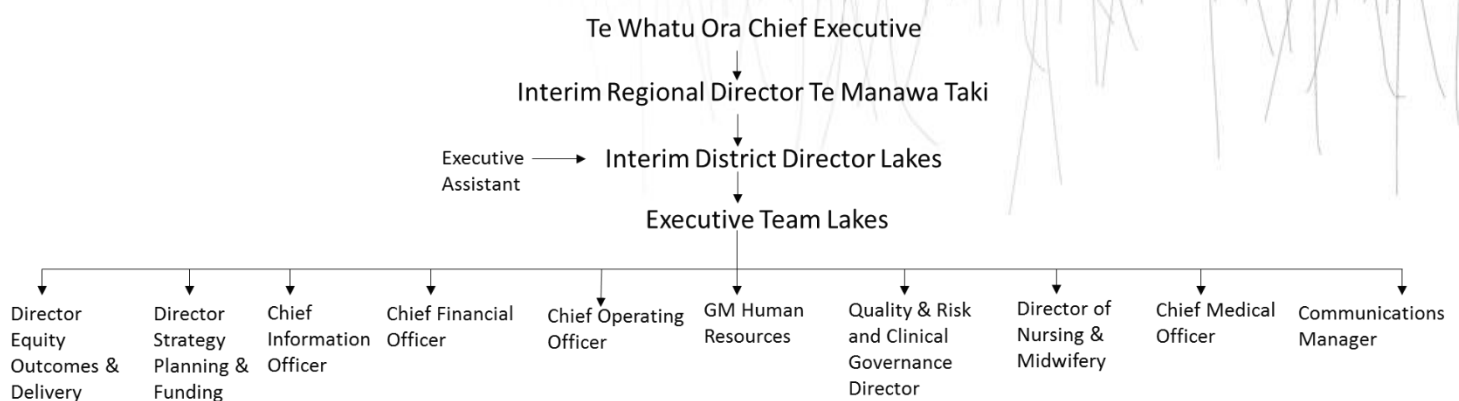 Te Whatu Ora Chief Executive
Interim Regional Director Te Manawa Taki
Executive
Assistant
Interim District Director Lakes
Executive Team Lakes
Director
Equity
Outcomes &
Delivery
Director
Strategy
Planning &
Funding
Chief
Information
Officer
Chief Financial
Officer
Chief Operating
Officer
GM Human
Resources
Quality & Risk
and Clinical
Governance
Director
Director of
Nursing &
Midwifery
Chief Medical
Officer
Communications
Manager